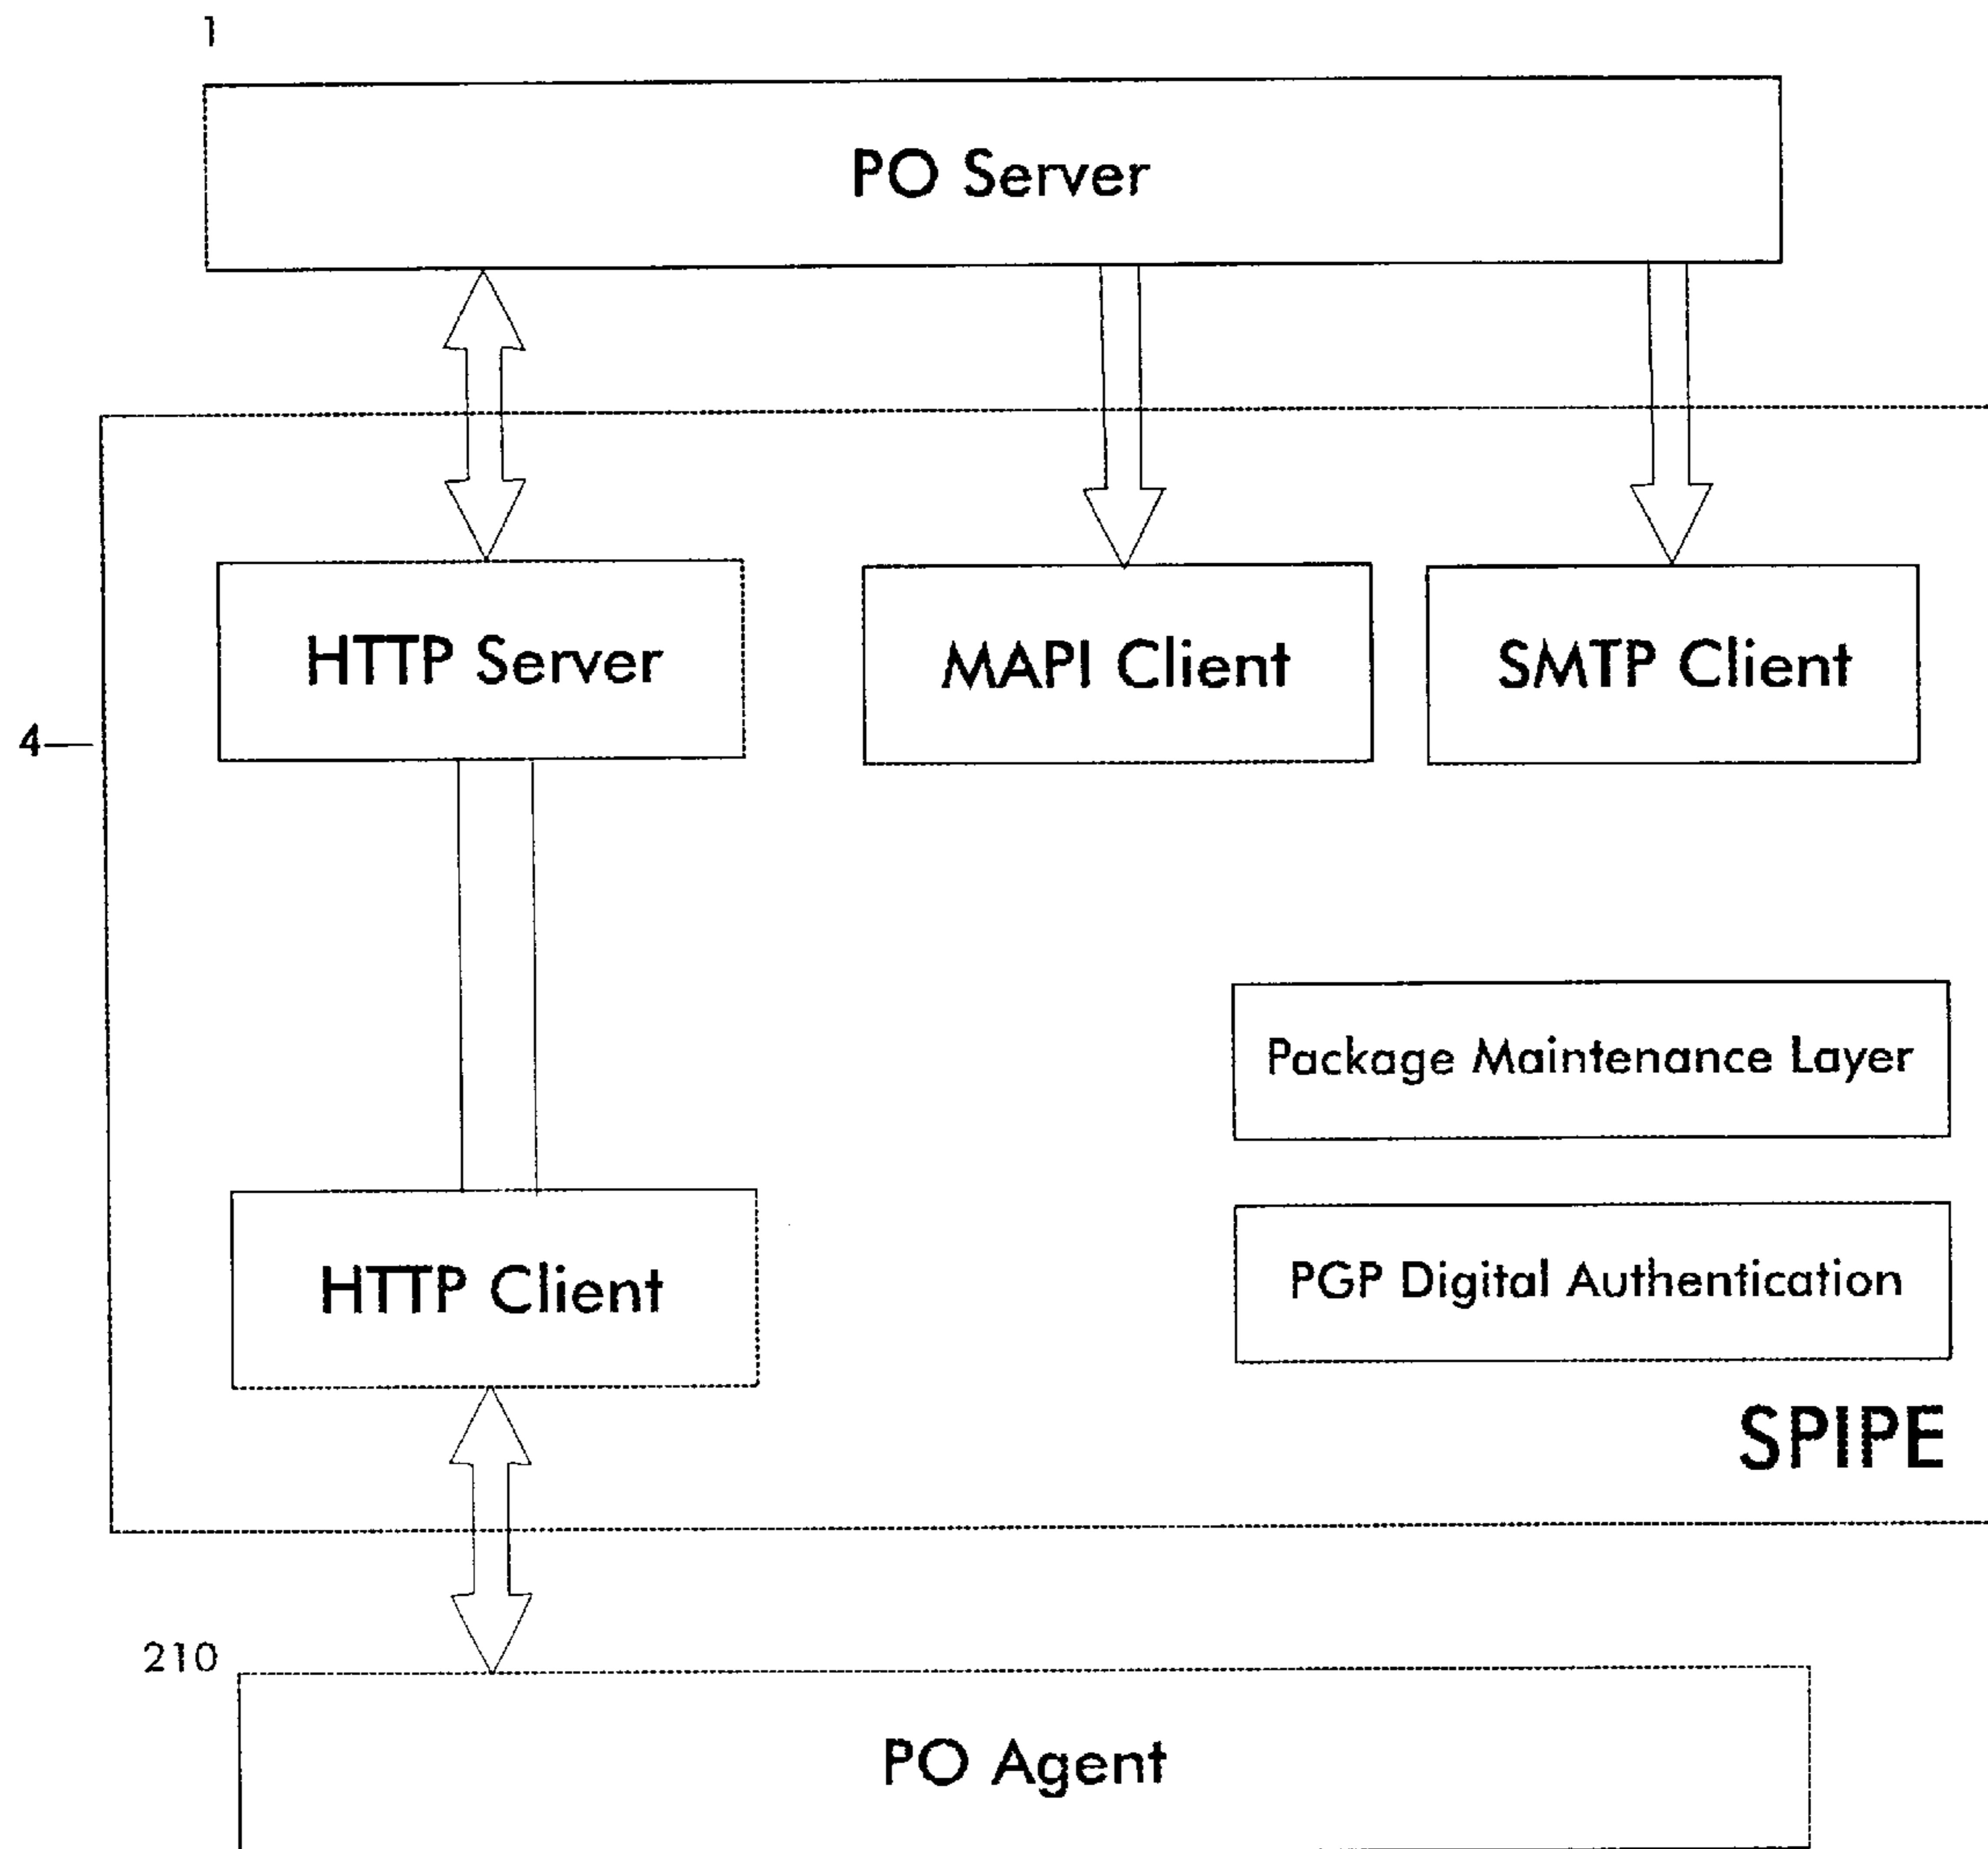 1
PO Server
HTTP Server
MAPI Client
SMTP Client
4
Package Maintenance Layer
HTTP Client
PGP Digital Authentication
SPIPE
210
PO Agent